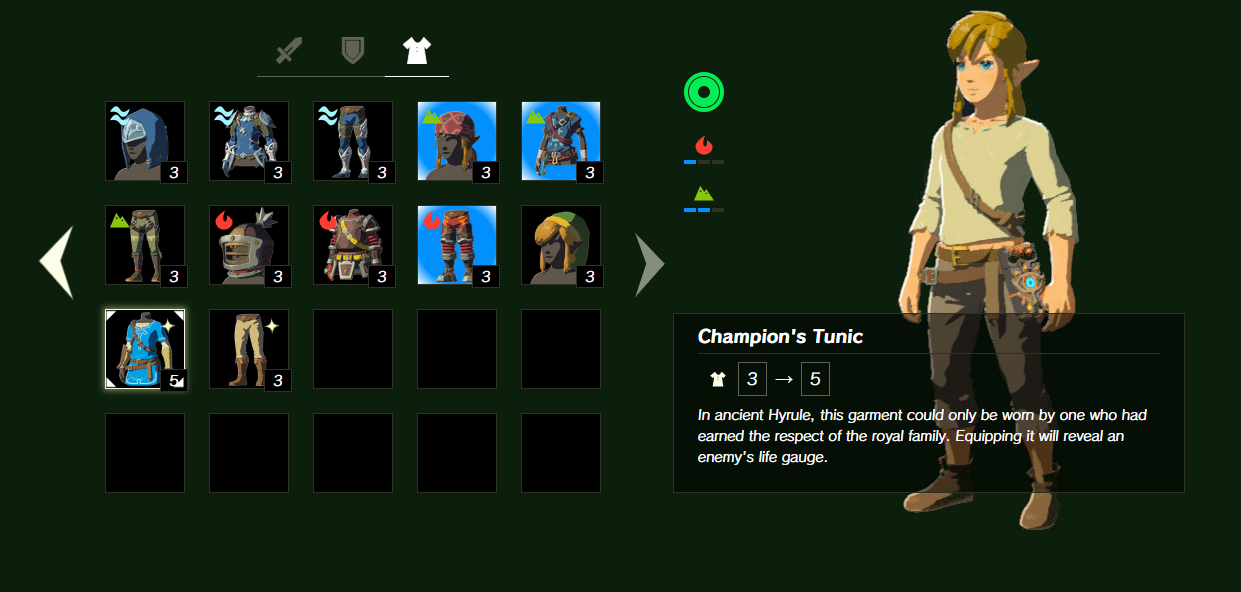 3 3 3 3 3
3 3 3 3 3
5 3
Champion's Tunic
3 → 5
In ancient Hyrule, this garment could only be worn by one who had
earned the respect of the royal family. Equipping it will reveal an
enemy's life gauge.